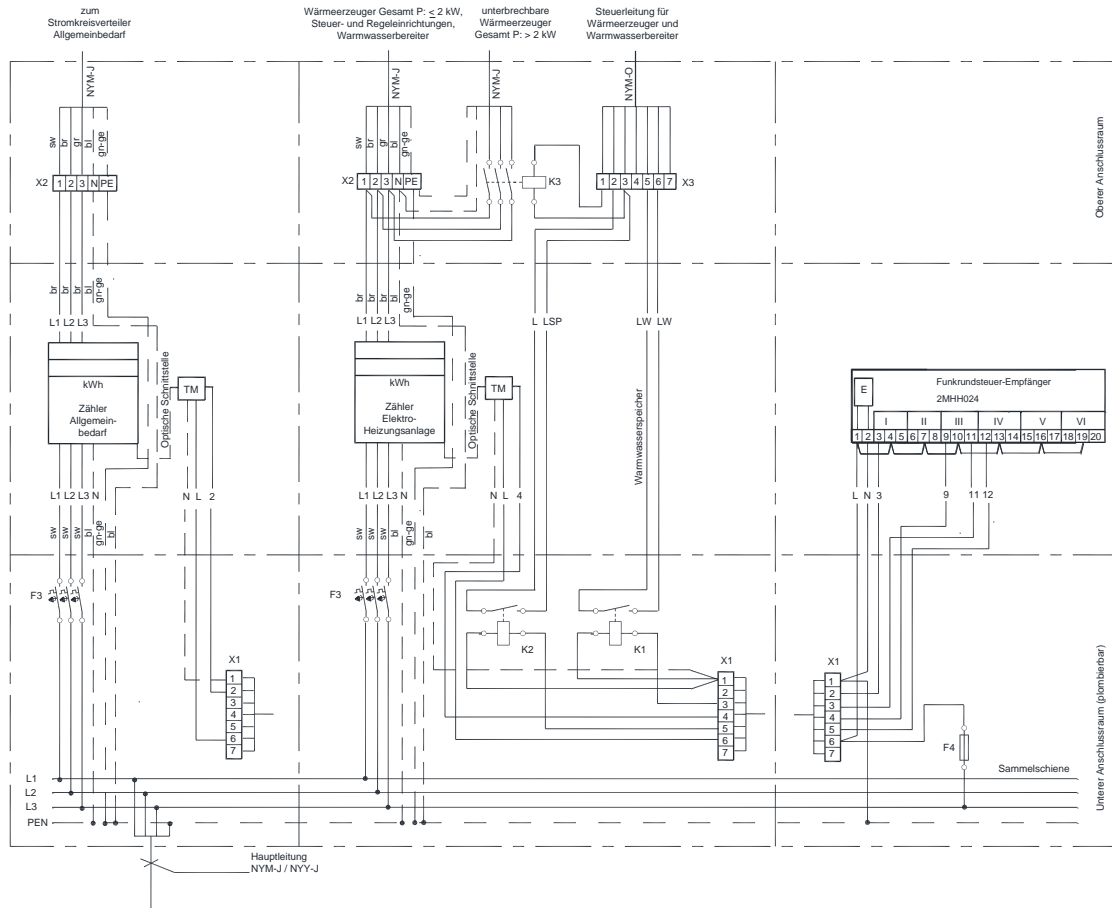 zum
Stromkreisverteiler
Allgemeinbedarf
Wärmeerzeuger Gesamt P: ≤ 2 kW,
Steuer- und Regeleinrichtungen,
Warmwasserbereiter
unterbrechbare
Wärmeerzeuger
Gesamt P: > 2 kW
Steuerleitung für
Wärmeerzeuger und
Warmwasserbereiter
NYM-J
NYM-J
NYM-J
NYM-O
Oberer Anschlussraum
sw
br
gr
bl
gn-ge
sw
br
gr
bl
gn-ge
X2
1 2 3 N PE
X2
1 2 3 N PE
K3
1 2 3 4 5 6 7
X3
br
br
br
bl
gn-ge
br
br
br
bl
gn-ge
L1 L2 L3
L1 L2 L3
L LSP
LW LW
kWh
Zähler
Allgemein-
bedarf
Optische Schnittstelle
TM
kWh
Zähler
Elektro-
Heizungsanlage
Optische Schnittstelle
TM
Warmwasserspeicher
E
Funkrundsteuer-Empfänger
2MHH024
I II III IV V VI
1 2 3 4 5 6 7 8 9 10 11 12 13 14 15 16 17 18 19 20
L1 L2 L3 N
N L 2
L1 L2 L3 N
N L 4
L N 3
9
11 12
sw
sw
sw
bl
gn-ge
bl
sw
sw
sw
bl
gn-ge
bl
F3
F3
K2
K1
X1
1
2
3
4
5
6
7
X1
1
2
3
4
5
6
7
X1
1
2
3
4
5
6
7
F4
Unterer Anschlussraum (plombierbar)
Sammelschiene
L1
L2
L3
PEN
Hauptleitung
NYM-J / NYY-J